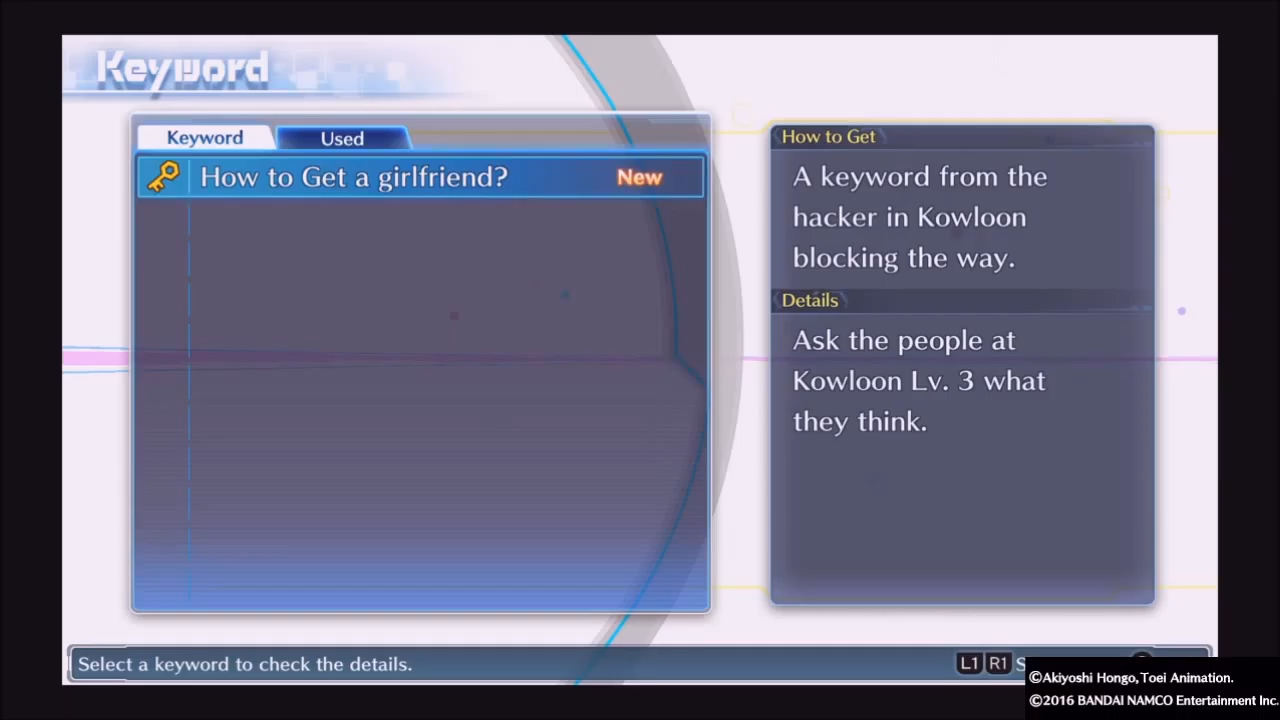 Keyword
Keyword
Used
How to Get a girlfriend?
New
How to Get
A keyword from the
hacker in Kowloon
blocking the way.
Details
Ask the people at
Kowloon Lv. 3 what
they think.
Select a keyword to check the details.
L1 R1
©Akiyoshi Hongo,Toei Animation.
©2016 BANDAI NAMCO Entertainment Inc.